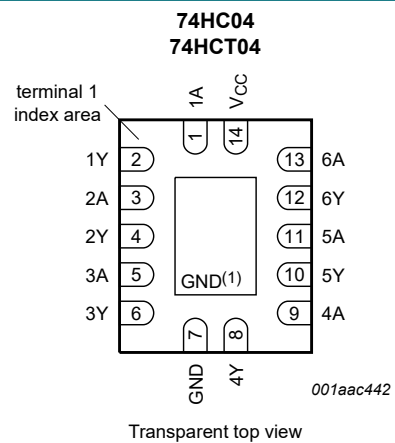 74HC04
74HCT04
terminal 1
index area
1A
VCC
1
14
1Y 2
13 6A
2A 3
12 6Y
2Y 4
11 5A
3A 5
10 5Y
GND(1)
3Y 6
9 4A
7
8
GND
4Y
001aac442
Transparent top view